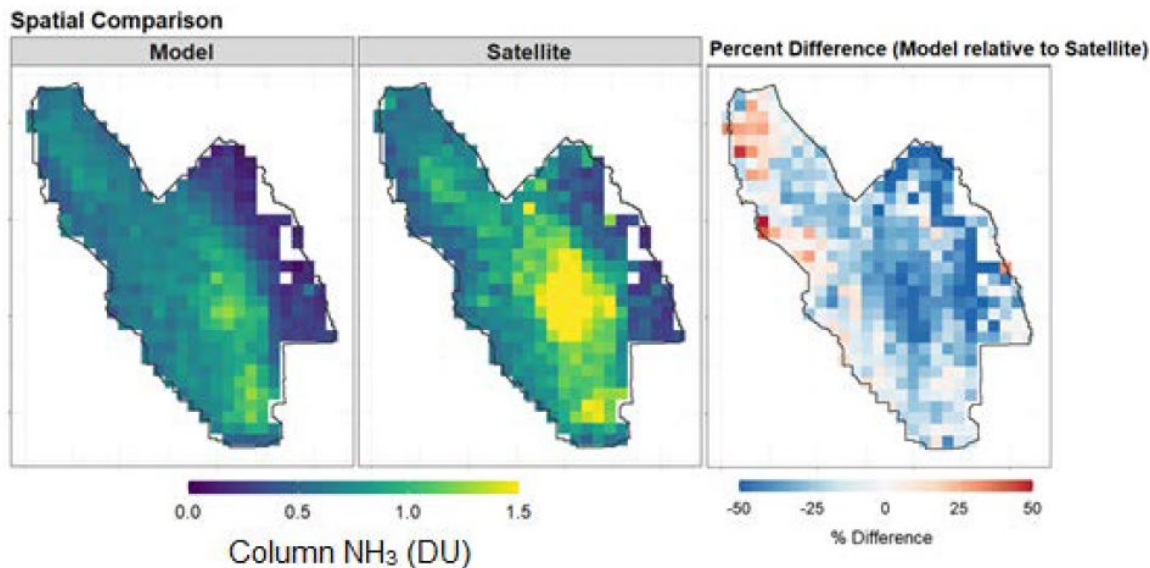 Spatial Comparison
Model
Satellite
Percent Difference (Model relative to Satellite)
0.0 0.5 1.0 1.5
Column NH₃ (DU)
-50 -25 0 25 50
% Difference